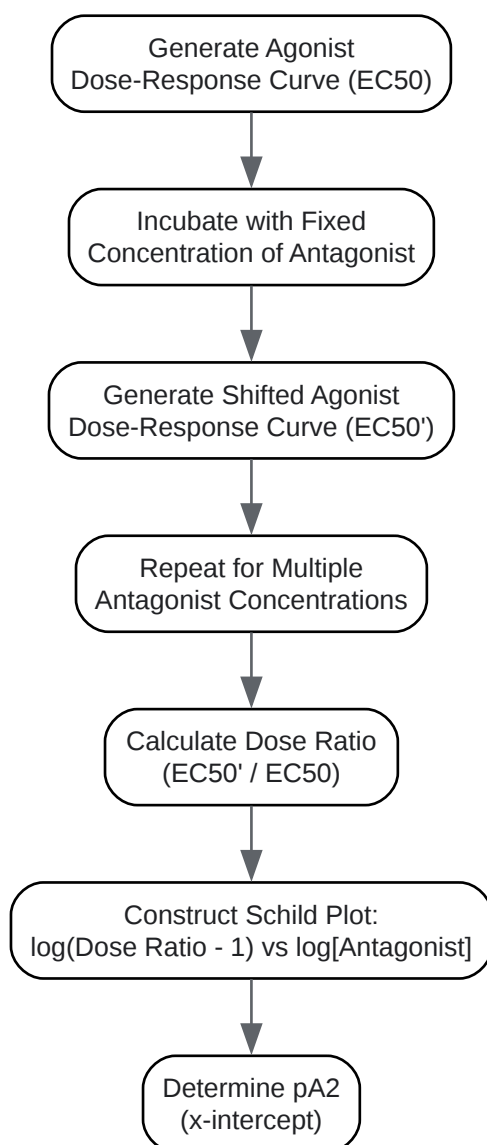 Generate Agonist
Dose-Response Curve (EC50)
Incubate with Fixed
Concentration of Antagonist
Generate Shifted Agonist
Dose-Response Curve (EC50')
Repeat for Multiple
Antagonist Concentrations
Calculate Dose Ratio
(EC50' / EC50)
Construct Schild Plot:
log(Dose Ratio - 1) vs log[Antagonist]
Determine pA2
(x-intercept)